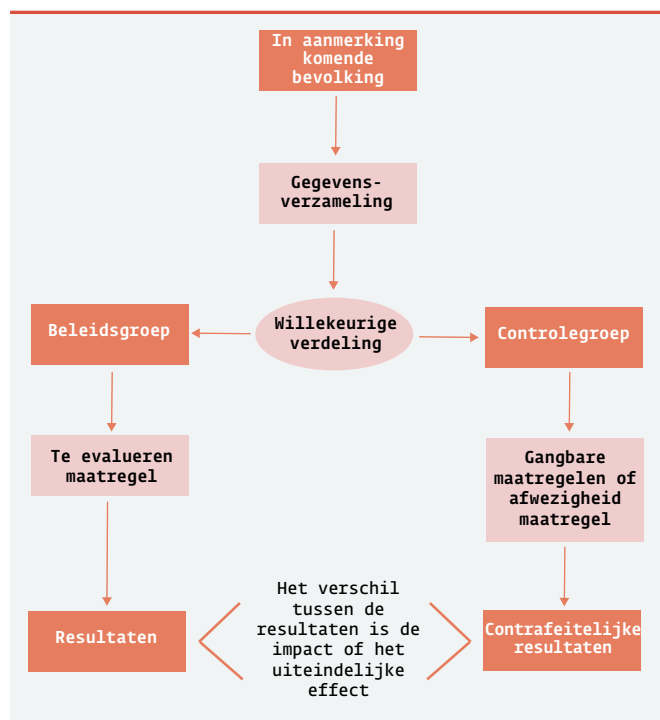 In aanmerking
komende
bevolking
Gegevens-
verzameling
Willekeurige
verdeling
Beleidsgroep
Controlegroep
Te evalueren
maatregel
Gangbare
maatregelen of
afwezigheid
maatregel
Resultaten
Het verschil
tussen de
resultaten is de
impact of het
uiteindelijke
effect
Contrafeitelijke
resultaten